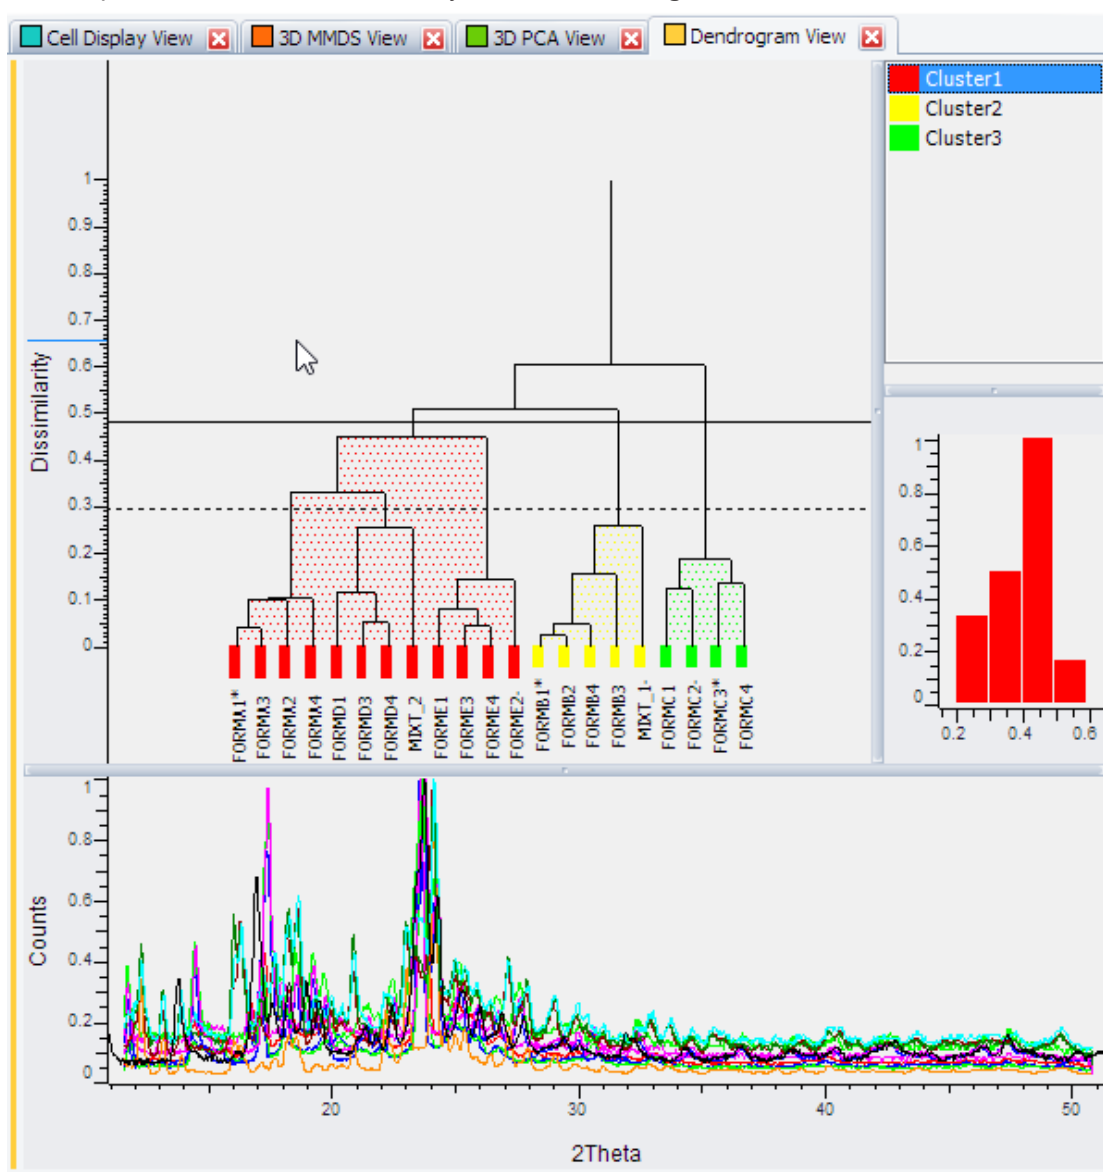 Cell Display View 3D MMDS View 3D PCA View Dendrogram View
Cluster1
Cluster2
Cluster3
Dissimilarity
1
0.9
0.8
0.7
0.6
0.5
0.4
0.3
0.2
0.1
0
FORMA1*
FORMA3
FORMA2
FORMA4
FORMD1
FORMD3
FORMD4
MIXT_2
FORME1
FORME3
FORME4
FORME2-
FORMB1*
FORMB2
FORMB4
FORMB3
MIXT_1-
FORMC1
FORMC2-
FORMC3*
FORMC4
1
0.8
0.6
0.4
0.2
0
0.2 0.4 0.6
Counts
1
0.8
0.6
0.4
0.2
0
20 30 40 50
2Theta